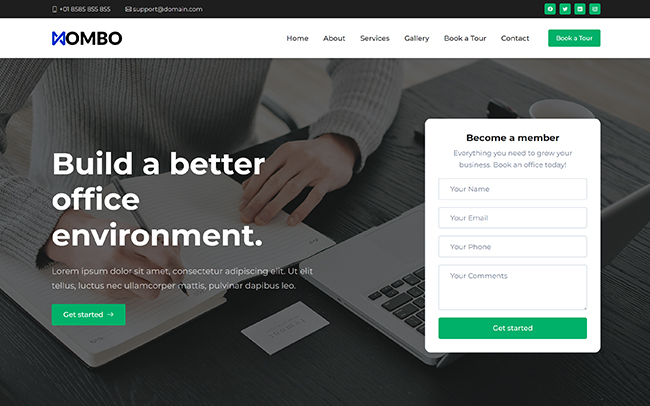 +01 8585 855 855 support@domain.com
MOMBO Home About Services Gallery Book a Tour Contact Book a Tour
Become a member
Everything you need to grow your
business. Book an office today!
Build a better
office
environment.
Lorem ipsum dolor sit amet, consectetur adipiscing elit. Ut elit
tellus, luctus nec ullamcorper mattis, pulvinar dapibus leo.
Get started →
Your Name
Your Email
Your Phone
Your Comments
Get started